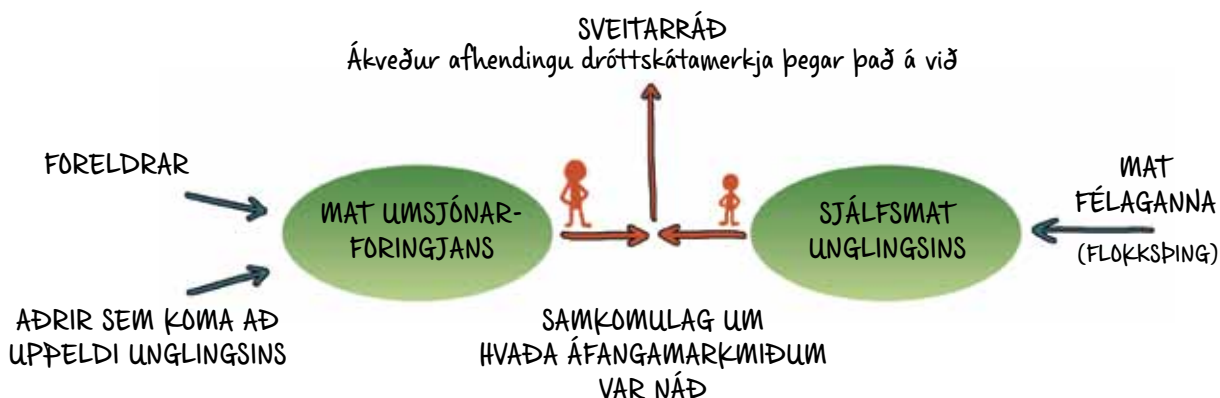 SVEITARRÁÐ
Ákveður afhendingu dróttskátamerkja þegar það á við
FORELDRAR
MAT UMSJÓNAR-
FORINGJANS
AÐRIR SEM KOMA AÐ
UPPELDI UNGLINGSINS
SJÁLFSMAT
UNGLINGSINS
MAT
FÉLAGANNA
(FLOKKSÞING)
SAMKOMULAG UM
HVAÐA ÁFANGAMARKMIÐUM
VAR NÁÐ